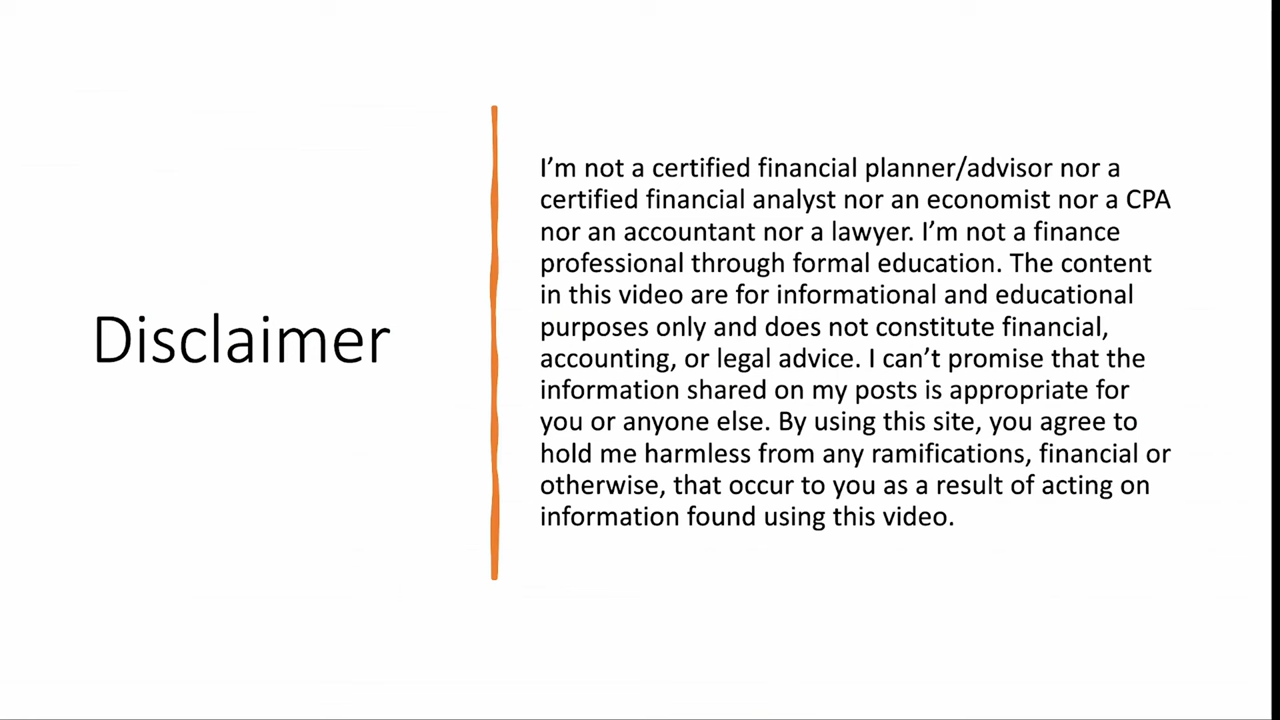 Disclaimer
I’m not a certified financial planner/advisor nor a
certified financial analyst nor an economist nor a CPA
nor an accountant nor a lawyer. I’m not a finance
professional through formal education. The content
in this video are for informational and educational
purposes only and does not constitute financial,
accounting, or legal advice. I can’t promise that the
information shared on my posts is appropriate for
you or anyone else. By using this site, you agree to
hold me harmless from any ramifications, financial or
otherwise, that occur to you as a result of acting on
information found using this video.